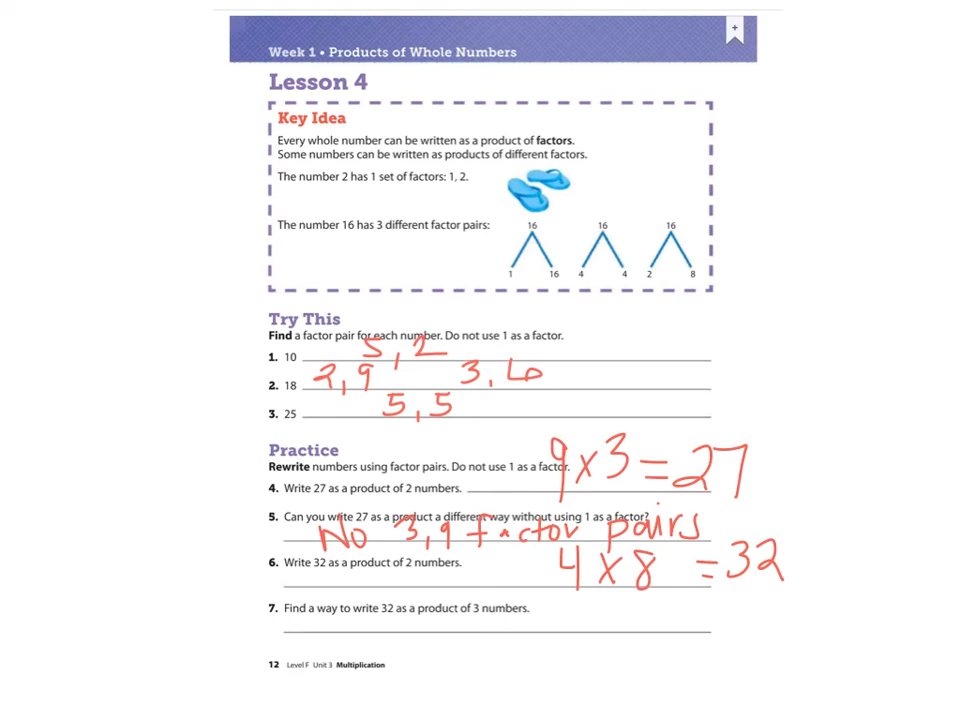 +
Week 1 • Products of Whole Numbers
Lesson 4
Key Idea
Every whole number can be written as a product of factors.
Some numbers can be written as products of different factors.
The number 2 has 1 set of factors: 1, 2.
The number 16 has 3 different factor pairs:
16 16 16
1 16 4 4 2 8
Try This
Find a factor pair for each number. Do not use 1 as a factor.
1. 10 5, 2
2. 18 2, 9 3, 6
3. 25 5, 5
Practice
Rewrite numbers using factor pairs. Do not use 1 as a factor.
4. Write 27 as a product of 2 numbers. 9 x 3 = 27
5. Can you write 27 as a product a different way without using 1 as a factor?
No 3, 9 factor pairs
6. Write 32 as a product of 2 numbers. 4 x 8 = 32
7. Find a way to write 32 as a product of 3 numbers.
12 Level F Unit 3 Multiplication